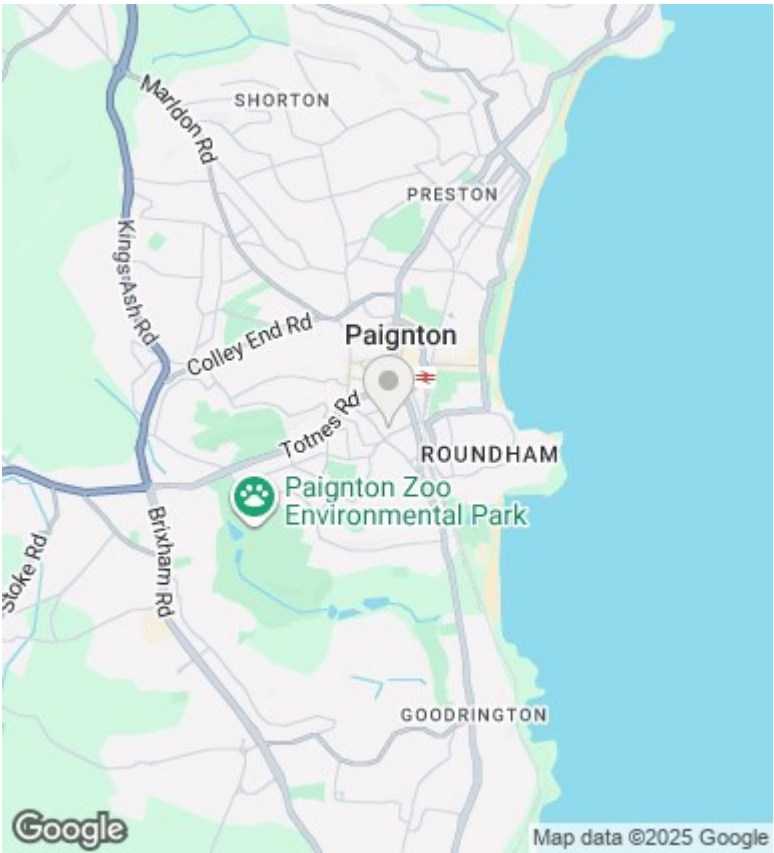 Marldon Rd
SHORTON
PRESTON
Kings Ash Rd
Colley End Rd
Paignton
Totnes Rd
ROUNDHAM
Paignton Zoo
Environmental Park
Brixham Rd
Stoke Rd
GOODRINGTON
Google
Map data ©2025 Google